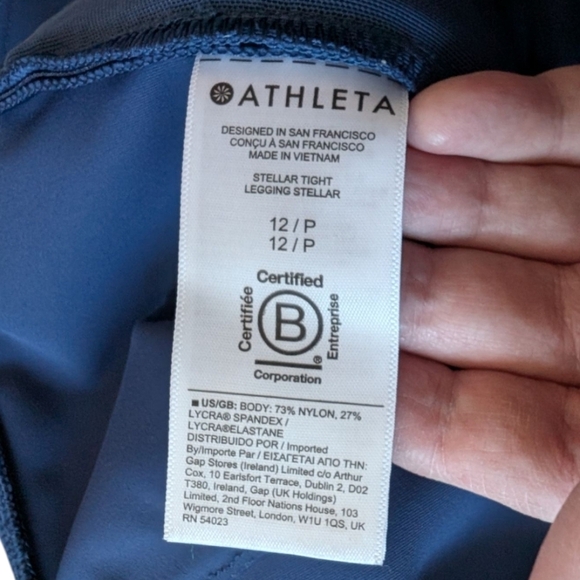 ATHLETA
DESIGNED IN SAN FRANCISCO
CONÇU À SAN FRANCISCO
MADE IN VIETNAM
STELLAR TIGHT
LEGGING STELLAR
12 / P
12 / P
Certified
Certifiée
B
Entreprise
®
Corporation
■ US/GB: BODY: 73% NYLON, 27%
LYCRA® SPANDEX /
LYCRA®ELASTANE
DISTRIBUIDO POR / Imported
By/Importe Par / ΕΙΣΑΓΕΤΑΙ ΑΠΟ ΤΗΝ:
Gap Stores (Ireland) Limited c/o Arthur
Cox, 10 Earlsfort Terrace, Dublin 2, D02
T380, Ireland, Gap (UK Holdings)
Limited, 2nd Floor Nations House, 103
Wigmore Street, London, W1U 1QS, UK
RN 54023